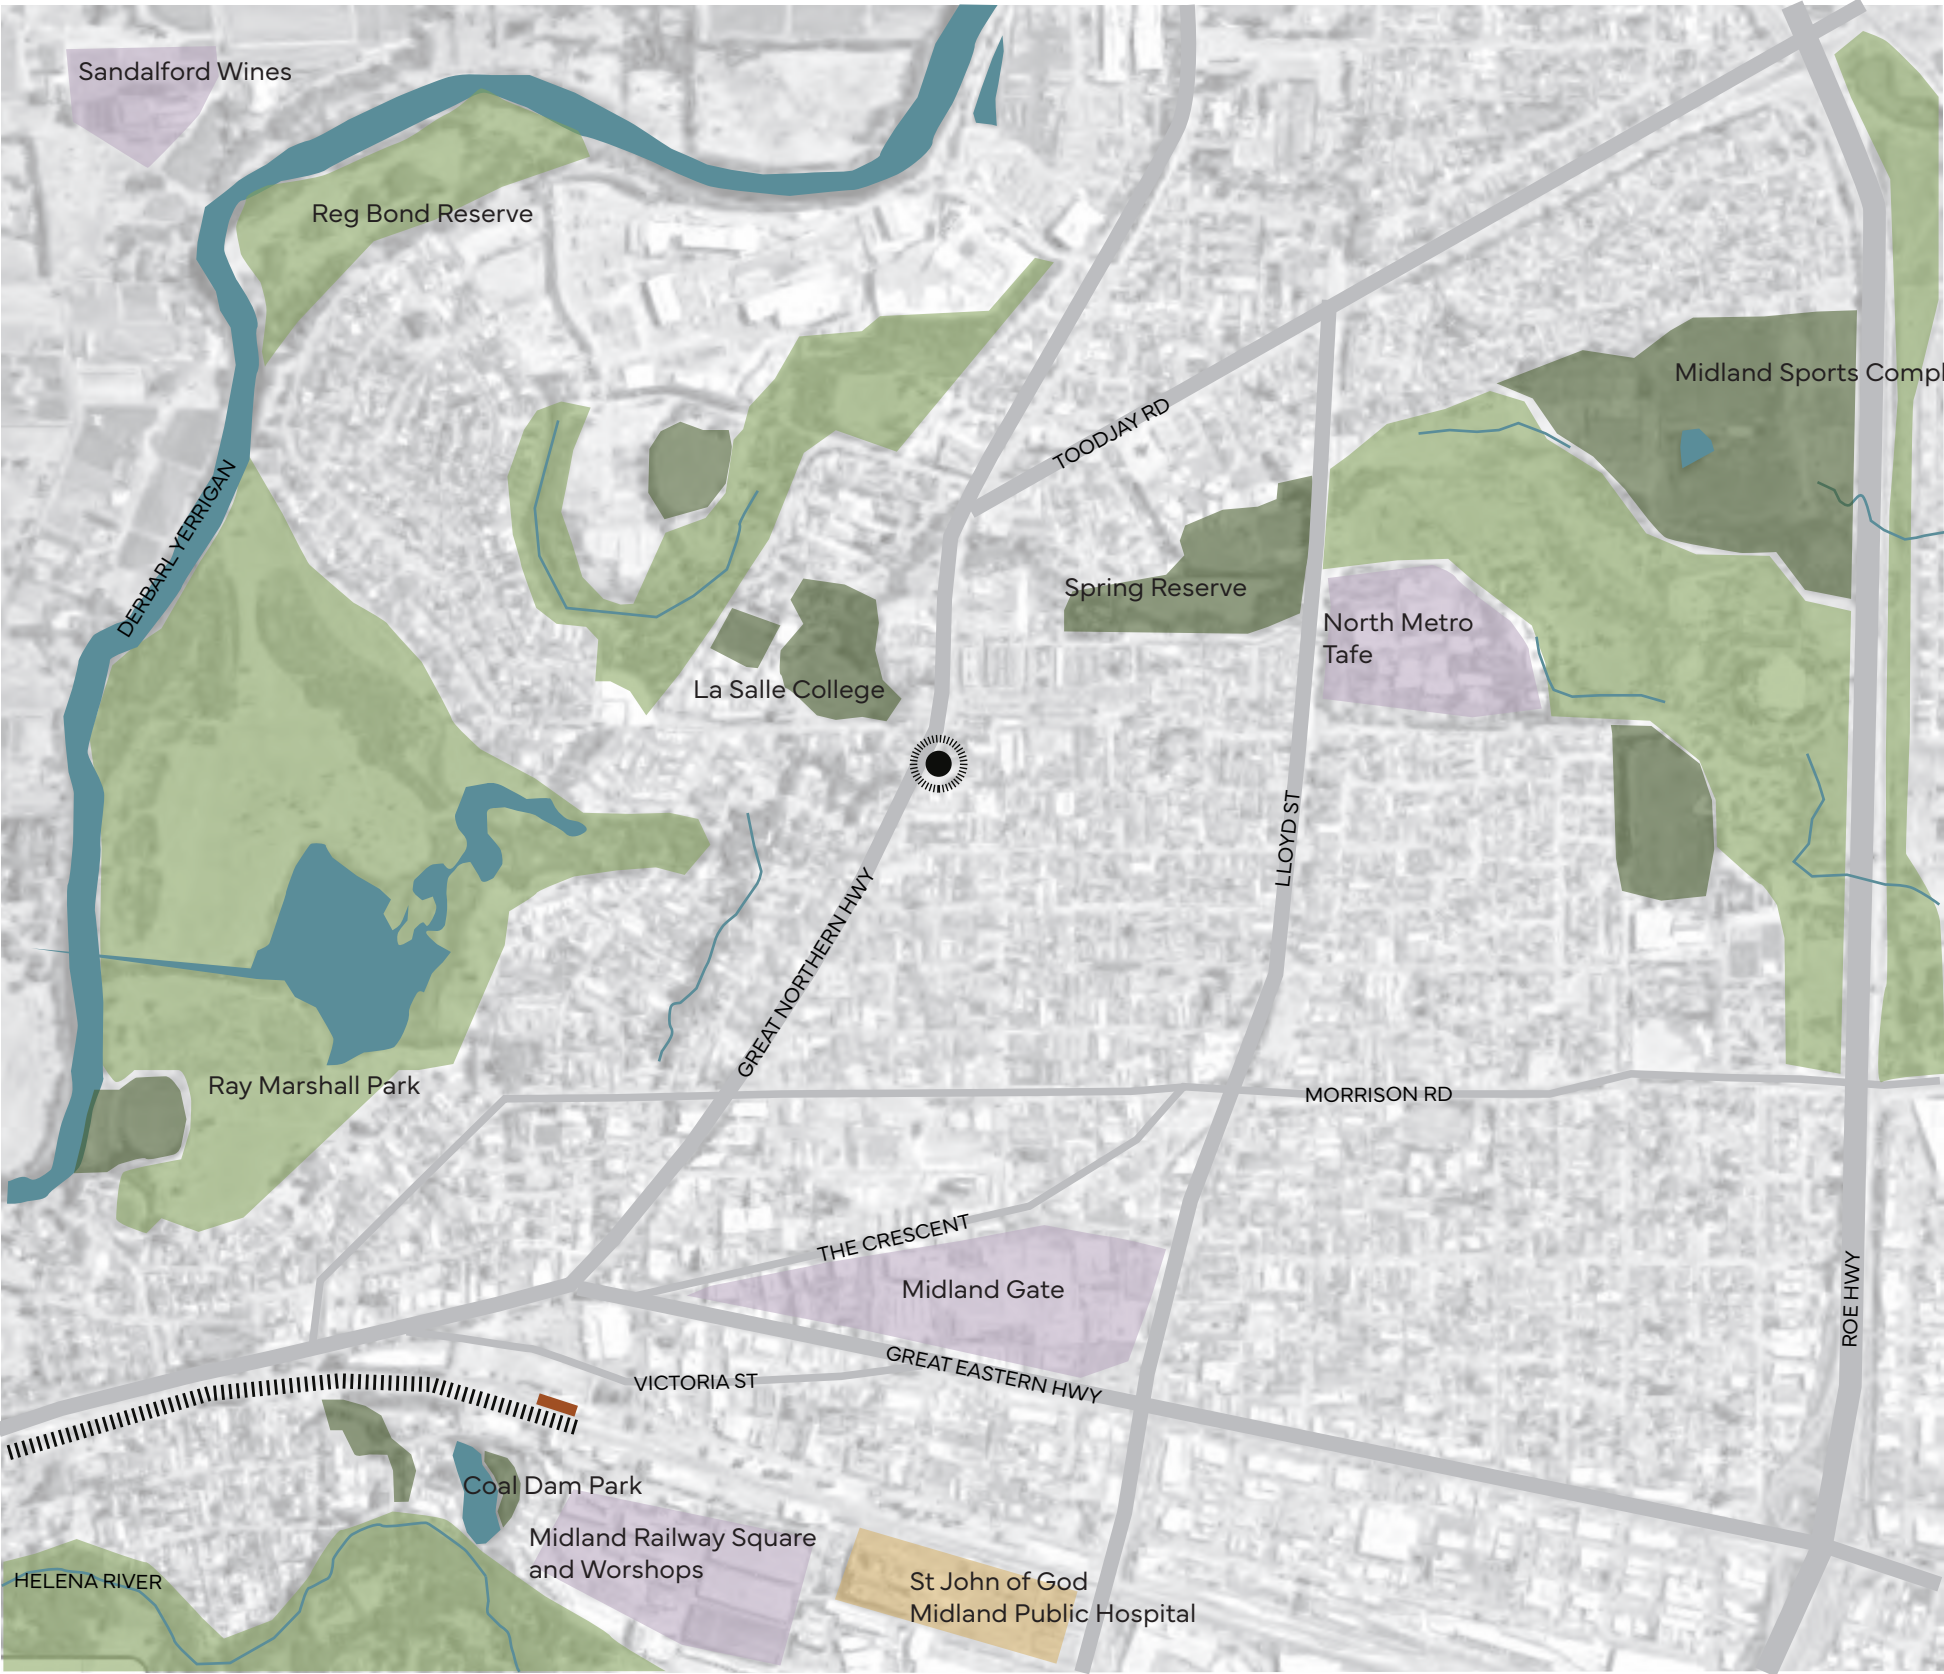 Sandalford Wines
Reg Bond Reserve
Midland Sports Compl
TOODJAY RD
DERBARL YERRIGAN
Spring Reserve
North Metro
Tafe
La Salle College
LLOYD ST
GREAT NORTHERN HWY
Ray Marshall Park
MORRISON RD
THE CRESCENT
Midland Gate
ROE HWY
GREAT EASTERN HWY
VICTORIA ST
Coal Dam Park
Midland Railway Square
and Worshops
HELENA RIVER
St John of God
Midland Public Hospital